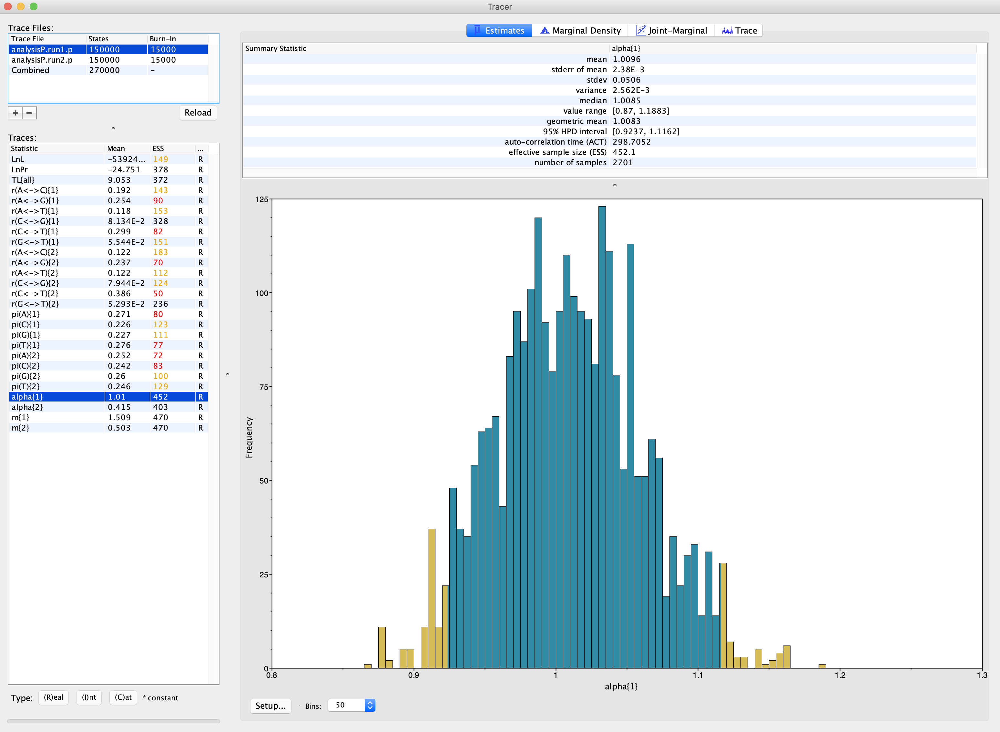 Tracer
Trace Files:
Trace File States Burn-In
analysisP.run1.p 150000 15000
analysisP.run2.p 150000 15000
Combined 270000 -
+ −
Reload
Traces:
Statistic Mean ESS ...
LnL -53924... 149 R
LnPr -24.751 378 R
TL{all} 9.053 372 R
r(A<->C){1} 0.192 143 R
r(A<->G){1} 0.254 90 R
r(A<->T){1} 0.118 153 R
r(C<->G){1} 8.134E-2 328 R
r(C<->T){1} 0.299 82 R
r(G<->T){1} 5.544E-2 151 R
r(A<->C){2} 0.122 183 R
r(A<->G){2} 0.237 70 R
r(A<->T){2} 0.122 112 R
r(C<->G){2} 7.944E-2 124 R
r(C<->T){2} 0.386 50 R
r(G<->T){2} 5.293E-2 236 R
pi(A){1} 0.271 80 R
pi(C){1} 0.226 123 R
pi(G){1} 0.227 111 R
pi(T){1} 0.276 77 R
pi(A){2} 0.252 72 R
pi(C){2} 0.242 83 R
pi(G){2} 0.26 100 R
pi(T){2} 0.246 129 R
alpha{1} 1.01 452 R
alpha{2} 0.415 403 R
m{1} 1.509 470 R
m{2} 0.503 470 R
Type: (R)eal (I)nt (C)at * constant
Estimates Marginal Density Joint-Marginal Trace
Summary Statistic alpha{1}
mean 1.0096
stderr of mean 2.38E-3
stdev 0.0506
variance 2.562E-3
median 1.0085
value range [0.87, 1.1883]
geometric mean 1.0083
95% HPD interval [0.9237, 1.1162]
auto-correlation time (ACT) 298.7052
effective sample size (ESS) 452.1
number of samples 2701
125
100
75
50
25
0
Frequency
0.8 0.9 1 1.1 1.2 1.3
alpha{1}
Setup... Bins: 50